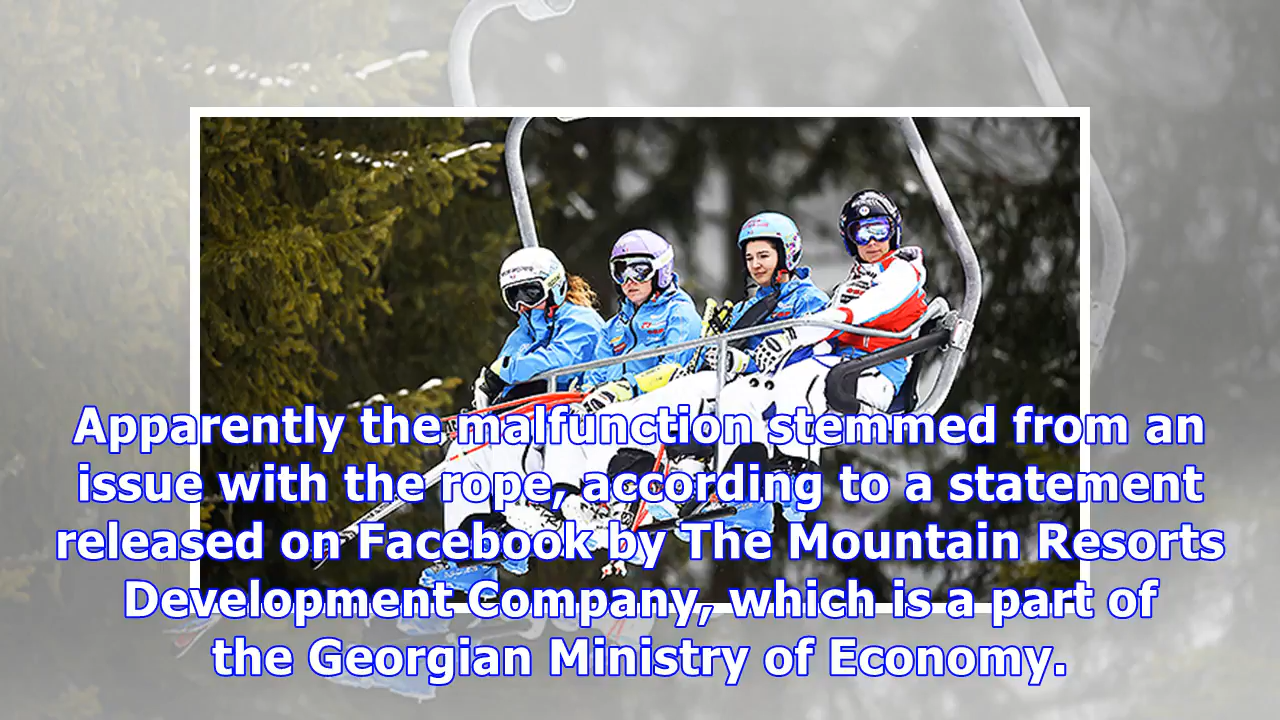 Apparently the malfunction stemmed from an
issue with the rope, according to a statement
released on Facebook by The Mountain Resorts
Development Company, which is a part of
the Georgian Ministry of Economy.